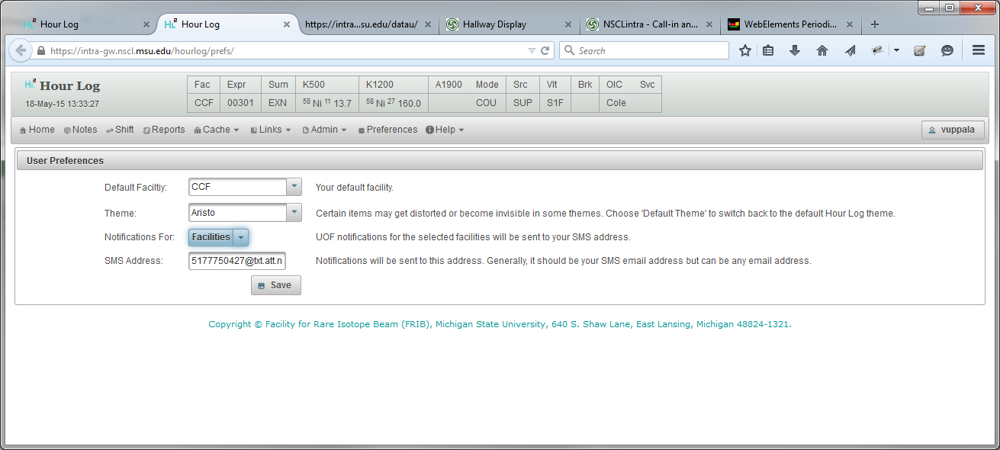 HL2 Hour Log
HL2 Hour Log
https://intra...su.edu/datau/
Hallway Display
NSCLintra - Call-in an...
WebElements Periodi...
https://intra-gw.nscl.msu.edu/hourlog/prefs/
Search
HL2 Hour Log
18-May-15 13:33:27
Fac Expr Sum K500 K1200 A1900 Mode Src Vlt Brk OIC Svc
CCF 00301 EXN 58 Ni 11 13.7 58 Ni 27 160.0 COU SUP S1F Cole
Home Notes Shift Reports Cache Links Admin Preferences Help vuppala
User Preferences
Default Faciltiy: CCF Your default facility.
Theme: Aristo Certain items may get distorted or become invisible in some themes. Choose 'Default Theme' to switch back to the default Hour Log theme.
Notifications For: Facilities UOF notifications for the selected facilities will be sent to your SMS address.
SMS Address: 5177750427@txt.att.n Notifications will be sent to this address. Generally, it should be your SMS email address but can be any email address.
Save
Copyright © Facility for Rare Isotope Beam (FRIB), Michigan State University, 640 S. Shaw Lane, East Lansing, Michigan 48824-1321.